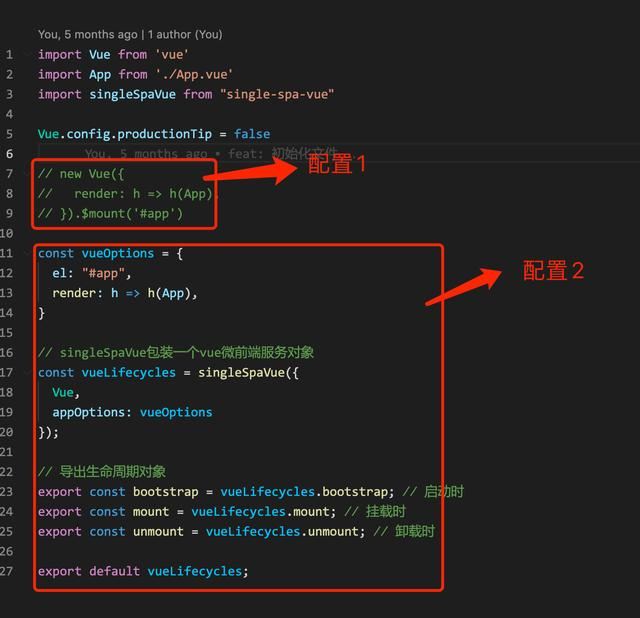 You, 5 months ago | 1 author (You)
1 import Vue from 'vue'
2 import App from './App.vue'
3 import singleSpaVue from "single-spa-vue"
4
5 Vue.config.productionTip = false
6 You, 5 months ago • feat: 初始化文件
7 // new Vue({
配置1
8 // render: h => h(App)
9 // }).$mount('#app')
10
11 const vueOptions = {
12 el: "#app",
配置2
13 render: h => h(App),
14 }
15
16 // singleSpaVue包装一个vue微前端服务对象
17 const vueLifecycles = singleSpaVue({
18 Vue,
19 appOptions: vueOptions
20 });
21
22 // 导出生命周期对象
23 export const bootstrap = vueLifecycles.bootstrap; // 启动时
24 export const mount = vueLifecycles.mount; // 挂载时
25 export const unmount = vueLifecycles.unmount; // 卸载时
26
27 export default vueLifecycles;